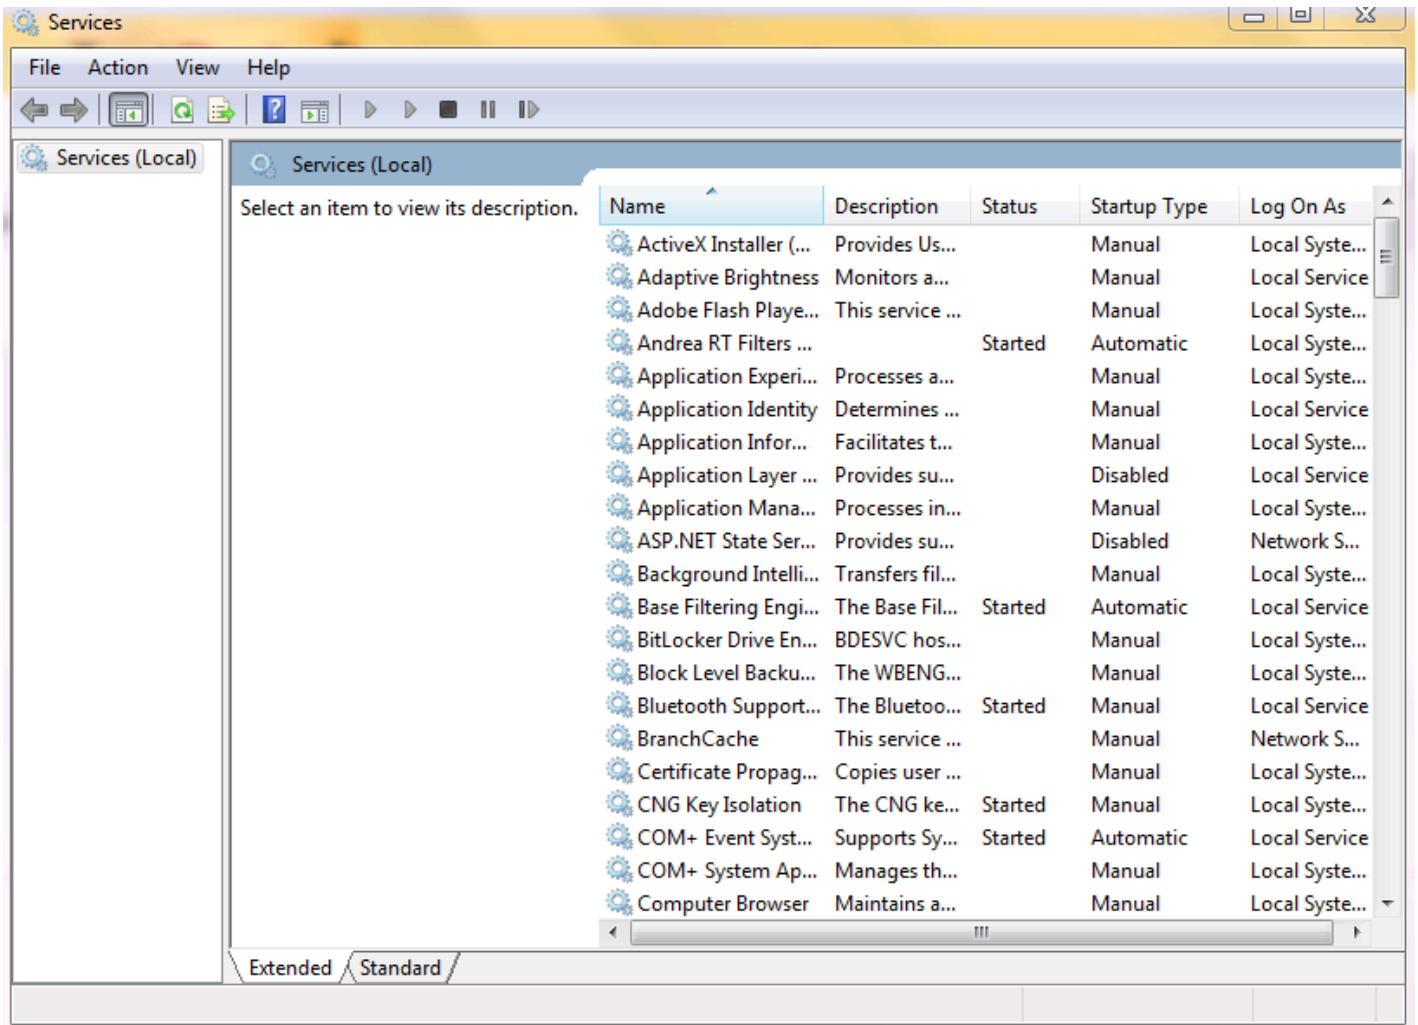 Services
File Action View Help
Services (Local)
Services (Local)
Select an item to view its description.
Name Description Status Startup Type Log On As
ActiveX Installer (... Provides Us... Manual Local Syste...
Adaptive Brightness Monitors a... Manual Local Service
Adobe Flash Playe... This service ... Manual Local Syste...
Andrea RT Filters ... Started Automatic Local Syste...
Application Experi... Processes a... Manual Local Syste...
Application Identity Determines ... Manual Local Service
Application Infor... Facilitates t... Manual Local Syste...
Application Layer ... Provides su... Disabled Local Service
Application Mana... Processes in... Manual Local Syste...
ASP.NET State Ser... Provides su... Disabled Network S...
Background Intelli... Transfers fil... Manual Local Syste...
Base Filtering Engi... The Base Fil... Started Automatic Local Service
BitLocker Drive En... BDESVC hos... Manual Local Syste...
Block Level Backu... The WBENG... Manual Local Syste...
Bluetooth Support... The Bluetoo... Started Manual Local Service
BranchCache This service ... Manual Network S...
Certificate Propag... Copies user ... Manual Local Syste...
CNG Key Isolation The CNG ke... Started Manual Local Syste...
COM+ Event Syst... Supports Sy... Started Automatic Local Service
COM+ System Ap... Manages th... Manual Local Syste...
Computer Browser Maintains a... Manual Local Syste...
Extended Standard